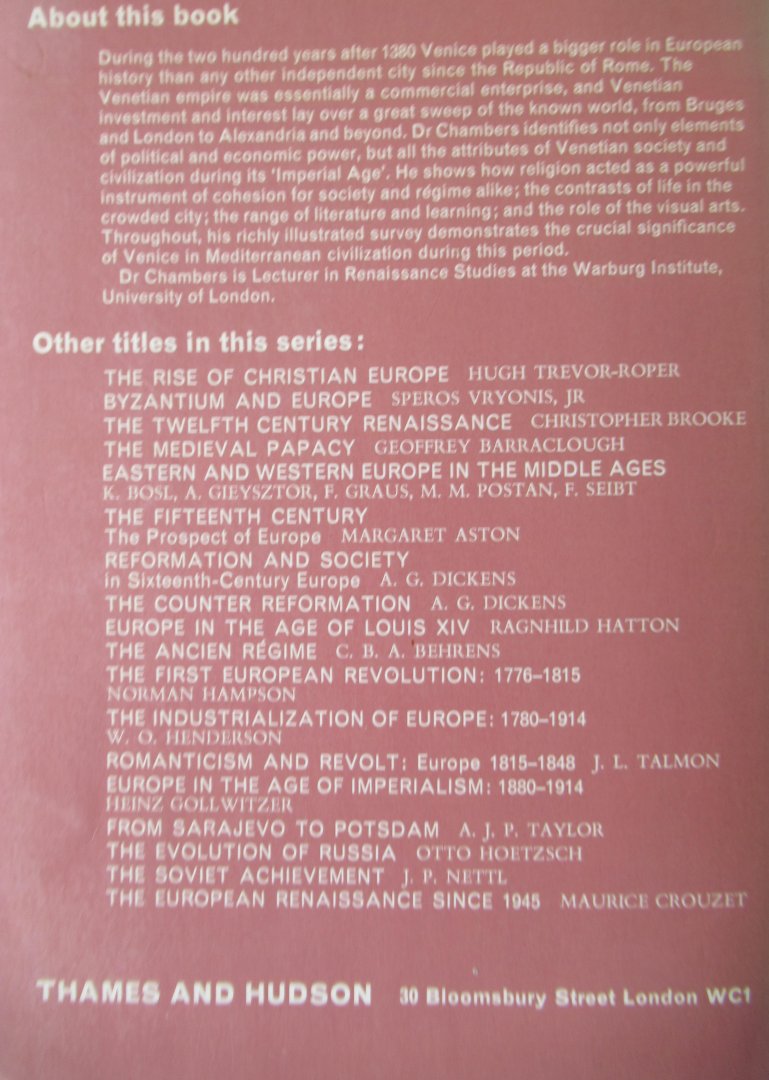 About this book
During the two hundred years after 1380 Venice played a bigger role in European
history than any other independent city since the Republic of Rome. The
Venetian empire was essentially a commercial enterprise, and Venetian
investment and interest lay over a great sweep of the known world, from Bruges
and London to Alexandria and beyond. Dr Chambers identifies not only elements
of political and economic power, but all the attributes of Venetian society and
civilization during its 'Imperial Age'. He shows how religion acted as a powerful
instrument of cohesion for society and régime alike; the contrasts of life in the
crowded city; the range of literature and learning; and the role of the visual arts.
Throughout, his richly illustrated survey demonstrates the crucial significance
of Venice in Mediterranean civilization during this period.
Dr Chambers is Lecturer in Renaissance Studies at the Warburg Institute,
University of London.
Other titles in this series:
THE RISE OF CHRISTIAN EUROPE HUGH TREVOR-ROPER
BYZANTIUM AND EUROPE SPEROS VRYONIS, JR
THE TWELFTH CENTURY RENAISSANCE CHRISTOPHER BROOKE
THE MEDIEVAL PAPACY GEOFFREY BARRACLOUGH
EASTERN AND WESTERN EUROPE IN THE MIDDLE AGES
K. BOSL, A. GIEYSZTOR, F. GRAUS, M. M. POSTAN, F. SEIBT
THE FIFTEENTH CENTURY
The Prospect of Europe MARGARET ASTON
REFORMATION AND SOCIETY
in Sixteenth-Century Europe A. G. DICKENS
THE COUNTER REFORMATION A. G. DICKENS
EUROPE IN THE AGE OF LOUIS XIV RAGNHILD HATTON
THE ANCIEN RÉGIME C. B. A. BEHRENS
THE FIRST EUROPEAN REVOLUTION: 1776–1815
NORMAN HAMPSON
THE INDUSTRIALIZATION OF EUROPE: 1780–1914
W. O. HENDERSON
ROMANTICISM AND REVOLT: Europe 1815–1848 J. L. TALMON
EUROPE IN THE AGE OF IMPERIALISM: 1880–1914
HEINZ GOLLWITZER
FROM SARAJEVO TO POTSDAM A. J. P. TAYLOR
THE EVOLUTION OF RUSSIA OTTO HOETZSCH
THE SOVIET ACHIEVEMENT J. P. NETTL
THE EUROPEAN RENAISSANCE SINCE 1945 MAURICE CROUZET
THAMES AND HUDSON 30 Bloomsbury Street London WC1